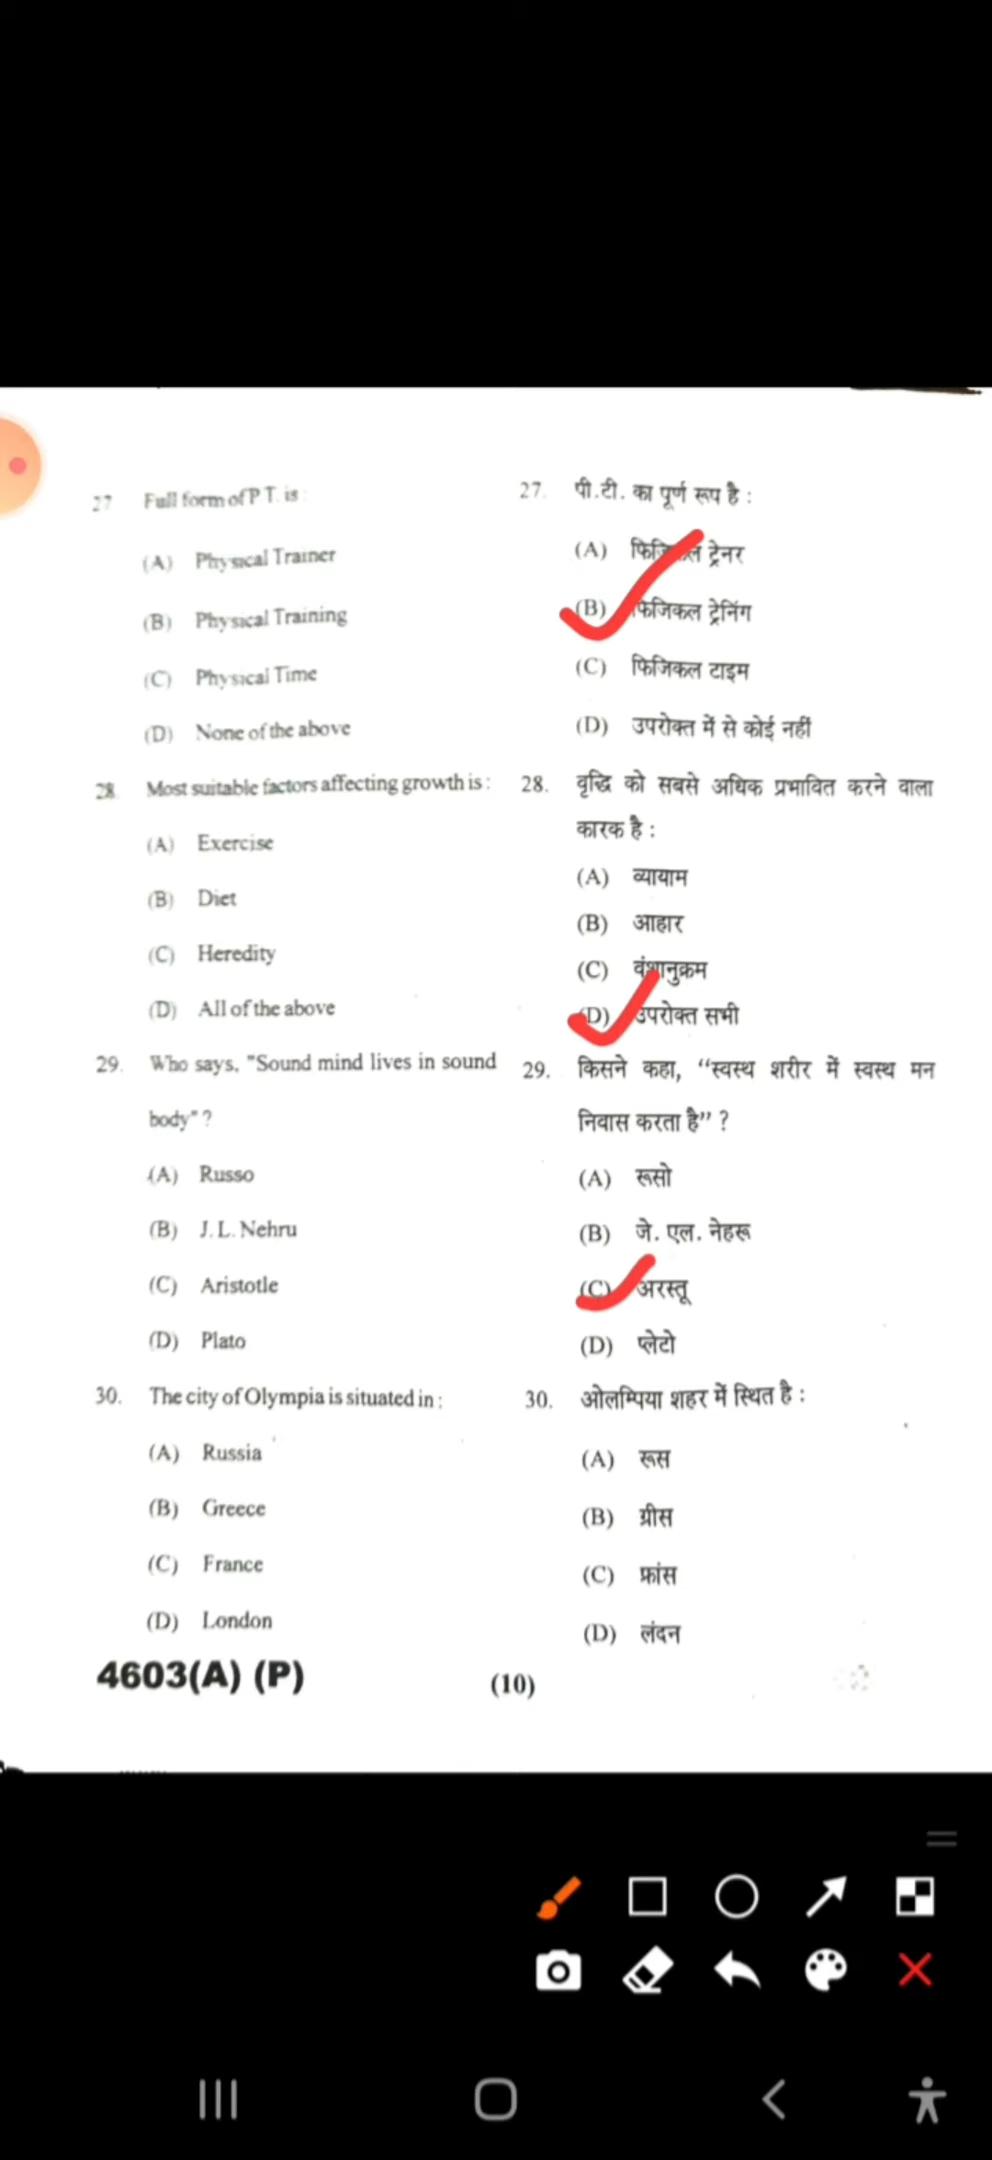 27 Full form of P T. is :
(A) Physical Trainer
(B) Physical Training
(C) Physical Time
(D) None of the above
28. Most suitable factors affecting growth is :
(A) Exercise
(B) Diet
(C) Heredity
(D) All of the above
29. Who says, "Sound mind lives in sound
body" ?
(A) Russo
(B) J. L. Nehru
(C) Aristotle
(D) Plato
30. The city of Olympia is situated in :
(A) Russia
(B) Greece
(C) France
(D) London
27. पी.टी. का पूर्ण रूप है :
(A) फिजिकल ट्रेनर
(B) फिजिकल ट्रेनिंग
(C) फिजिकल टाइम
(D) उपरोक्त में से कोई नहीं
28. वृद्धि को सबसे अधिक प्रभावित करने वाला
कारक है :
(A) व्यायाम
(B) आहार
(C) वंशानुक्रम
(D) उपरोक्त सभी
29. किसने कहा, “स्वस्थ शरीर में स्वस्थ मन
निवास करता है” ?
(A) रूसो
(B) जे. एल. नेहरू
(C) अरस्तू
(D) प्लेटो
30. ओलम्पिया शहर में स्थित है :
(A) रूस
(B) ग्रीस
(C) फ्रांस
(D) लंदन
4603(A) (P)
(10)